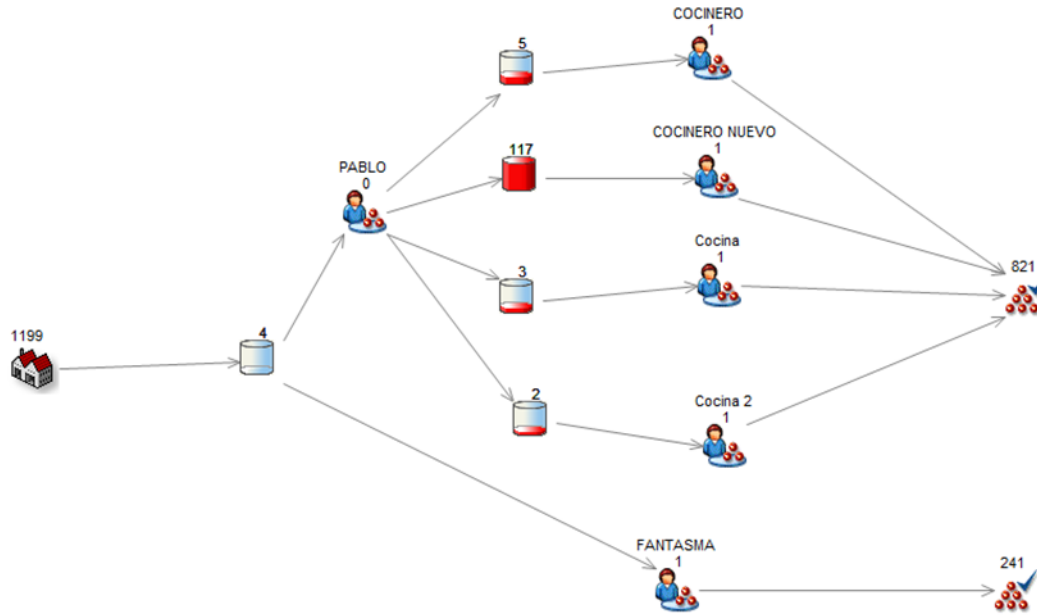 COCINERO
1
5
COCINERO NUEVO
1
117
PABLO
0
Cocina
1
3
821
1199
4
Cocina 2
1
2
FANTASMA
1
241